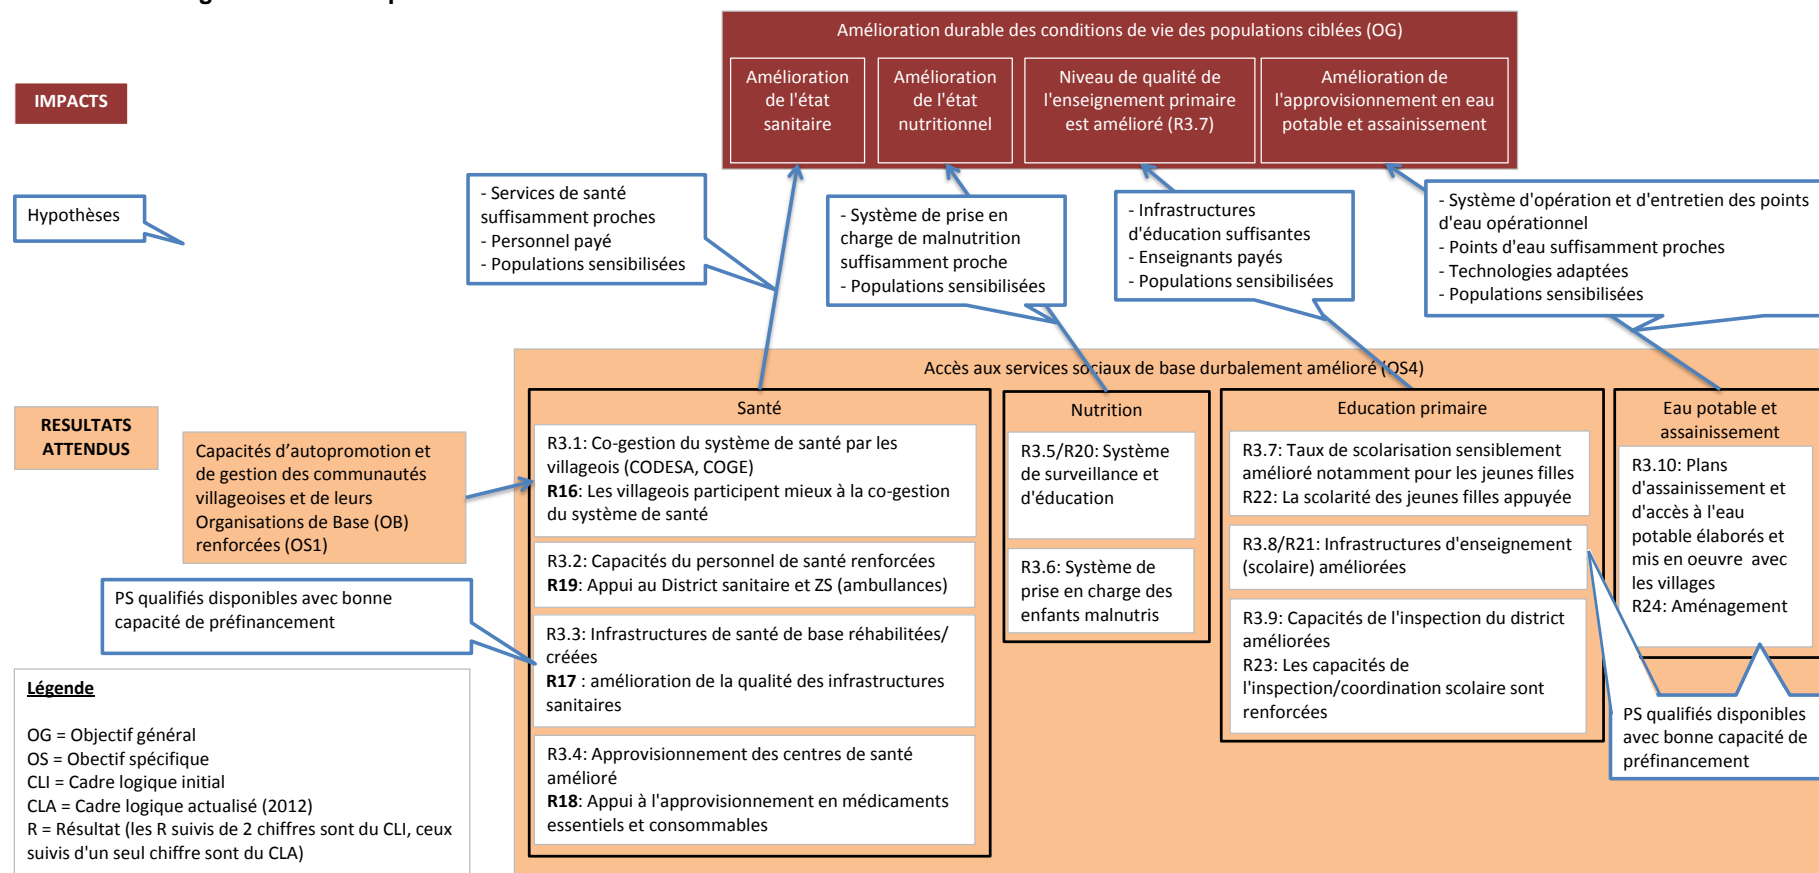 Amélioration durable des conditions de vie des populations ciblées (OG)
IMPACTS
Amélioration
de l'état
sanitaire
Amélioration
de l'état
nutritionnel
Niveau de qualité de
l'enseignement primaire
est amélioré (R3.7)
Amélioration de
l'approvisionnement en eau
potable et assainissement
Hypothèses
- Services de santé
suffisamment proches
- Personnel payé
- Populations sensibilisées
- Système de prise en
charge de malnutrition
suffisamment proche
- Populations sensibilisées
- Infrastructures
d'éducation suffisantes
- Enseignants payés
- Populations sensibilisées
- Système d'opération et d'entretien des points
d'eau opérationnel
- Points d'eau suffisamment proches
- Technologies adaptées
- Populations sensibilisées
Accès aux services sociaux de base durbalement amélioré (OS4)
RESULTATS
ATTENDUS
Capacités d'autopromotion et
de gestion des communautés
villageoises et de leurs
Organisations de Base (OB)
renforcées (OS1)
Santé
R3.1: Co-gestion du système de santé par les
villageois (CODESA, COGE)
R16: Les villageois participent mieux à la co-gestion
du système de santé
R3.2: Capacités du personnel de santé renforcées
R19: Appui au District sanitaire et ZS (ambullances)
R3.3: Infrastructures de santé de base réhabilitées/
créées
R17 : amélioration de la qualité des infrastructures
sanitaires
R3.4: Approvisionnement des centres de santé
amélioré
R18: Appui à l'approvisionnement en médicaments
essentiels et consommables
Nutrition
R3.5/R20: Système
de surveillance et
d'éducation
R3.6: Système de
prise en charge des
enfants malnutris
Education primaire
R3.7: Taux de scolarisation sensiblement
amélioré notamment pour les jeunes filles
R22: La scolarité des jeunes filles appuyée
R3.8/R21: Infrastructures d'enseignement
(scolaire) améliorées
R3.9: Capacités de l'inspection du district
améliorées
R23: Les capacités de
l'inspection/coordination scolaire sont
renforcées
Eau potable et
assainissement
R3.10: Plans
d'assainissement et
d'accès à l'eau
potable élaborés et
mis en oeuvre avec
les villages
R24: Aménagement
PS qualifiés disponibles avec bonne
capacité de préfinancement
PS qualifiés disponibles
avec bonne capacité de
préfinancement
Légende
OG = Objectif général
OS = Obectif spécifique
CLI = Cadre logique initial
CLA = Cadre logique actualisé (2012)
R = Résultat (les R suivis de 2 chiffres sont du CLI, ceux
suivis d'un seul chiffre sont du CLA)